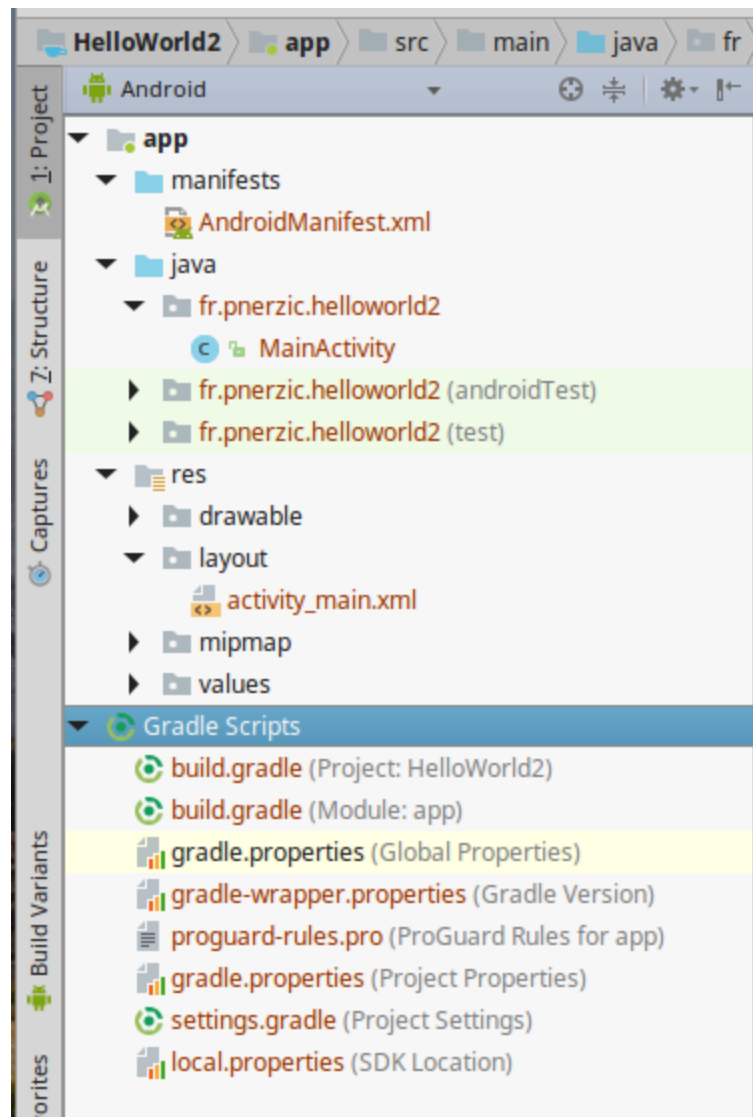 HelloWorld2 app src main java fr
Android
1: Project
app
manifests
AndroidManifest.xml
java
fr.pnerzic.helloworld2
C MainActivity
7: Structure
fr.pnerzic.helloworld2 (androidTest)
fr.pnerzic.helloworld2 (test)
res
Captures
drawable
layout
activity_main.xml
mipmap
values
Gradle Scripts
build.gradle (Project: HelloWorld2)
build.gradle (Module: app)
gradle.properties (Global Properties)
Build Variants
gradle-wrapper.properties (Gradle Version)
proguard-rules.pro (ProGuard Rules for app)
gradle.properties (Project Properties)
settings.gradle (Project Settings)
local.properties (SDK Location)
orites